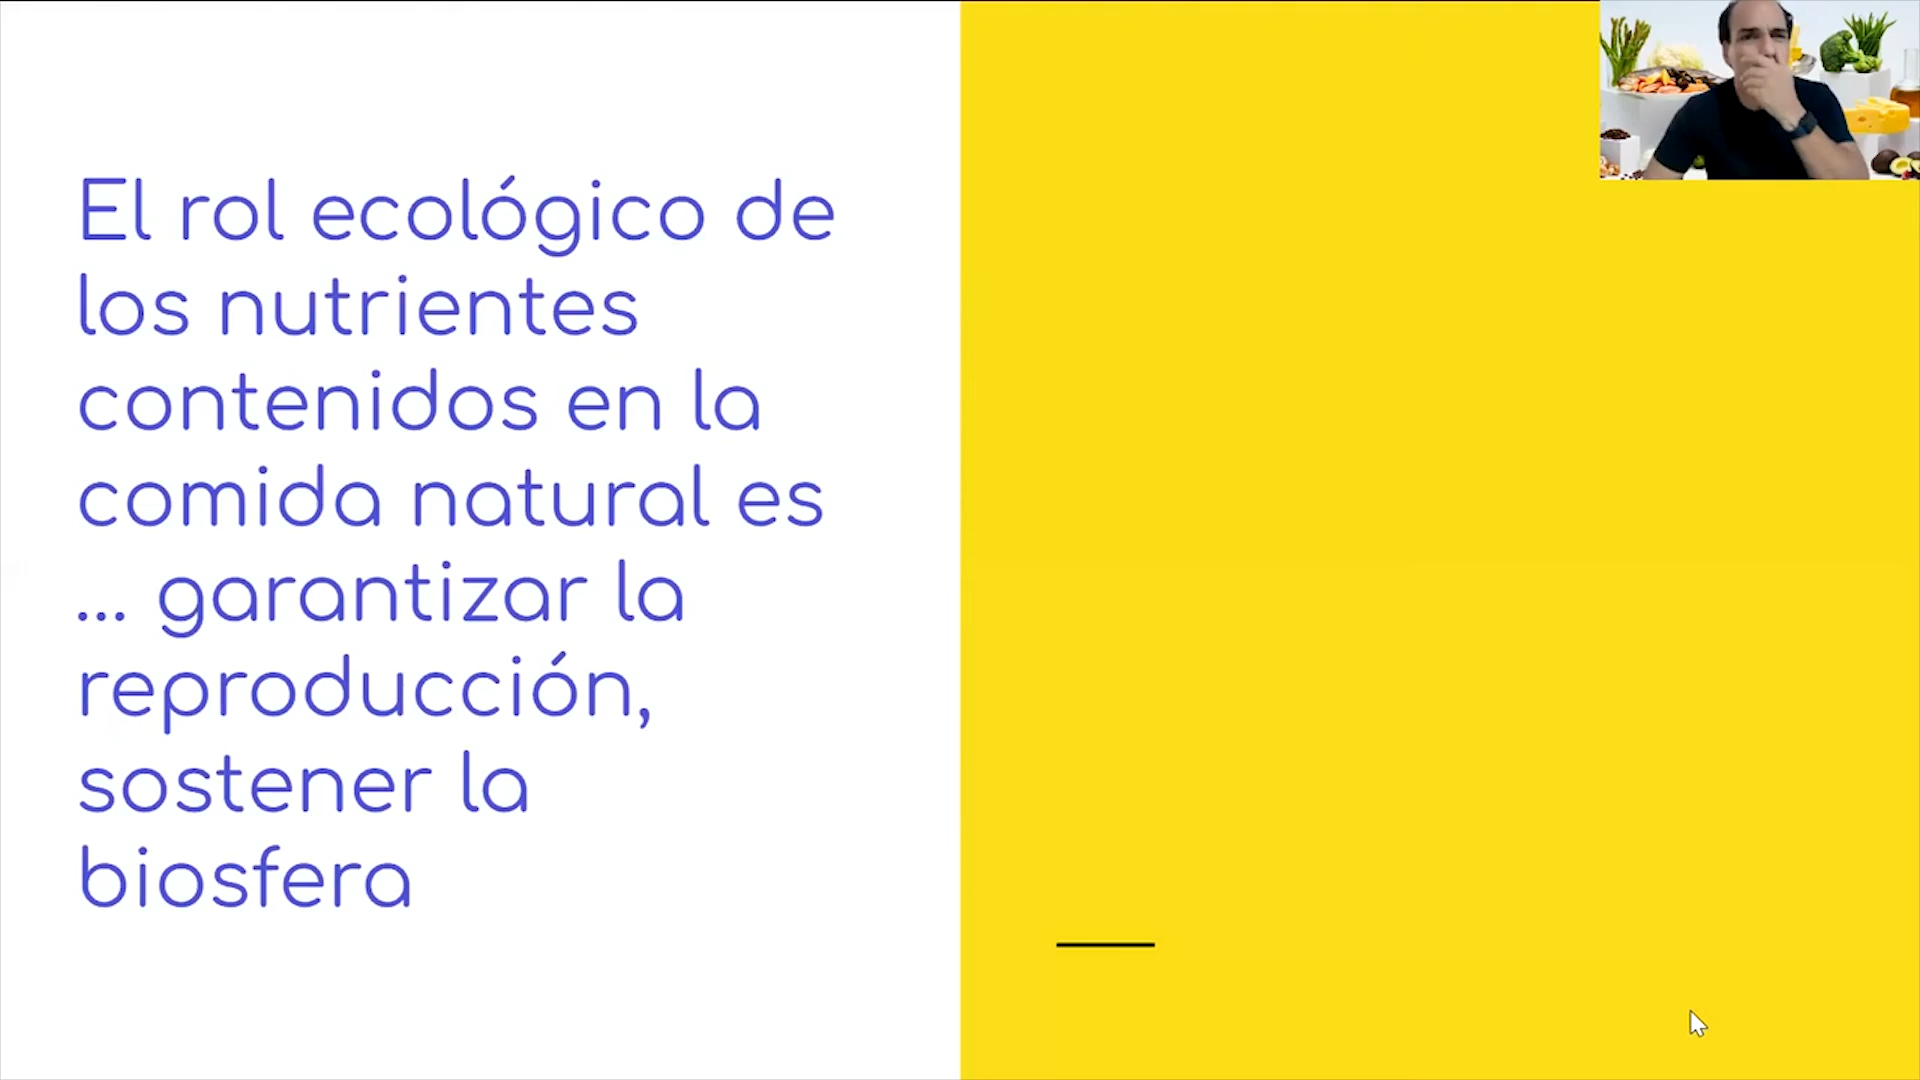 El rol ecológico de
los nutrientes
contenidos en la
comida natural es
... garantizar la
reproducción,
sostener la
biosfera